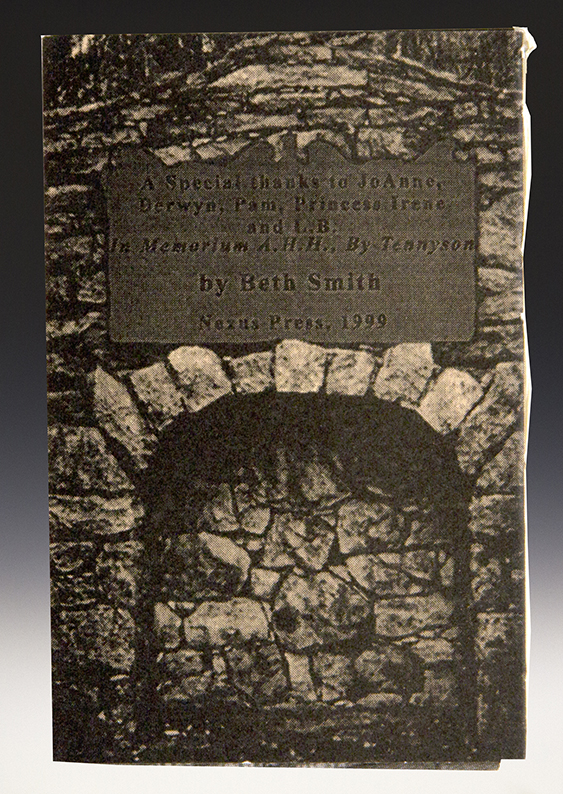 A Special thanks to JoAnne,
Derwyn, Pam, Princess Irene
and L.B.
In Memorium A.H.H., By Tennyson
by Beth Smith
Nexus Press, 1999